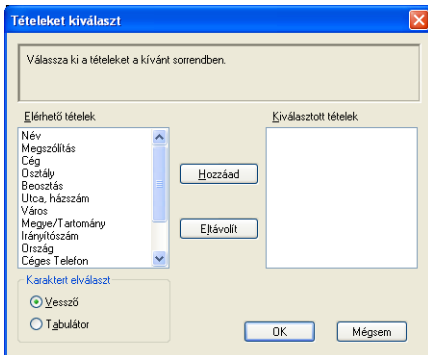 Tételeket kiválaszt
Válassza ki a tételeket a kívánt sorrendben.
Elérhető tételek
Kiválasztott tételek
Név
Megszólítás
Cég
Osztály
Beosztás
Utca, házszám
Város
Megye/Tartomány
Irányítószám
Ország
Céges Telefon
Hozzáad
Eltávolít
Karaktert elválaszt
Vessző
Tabulátor
OK
Mégsem